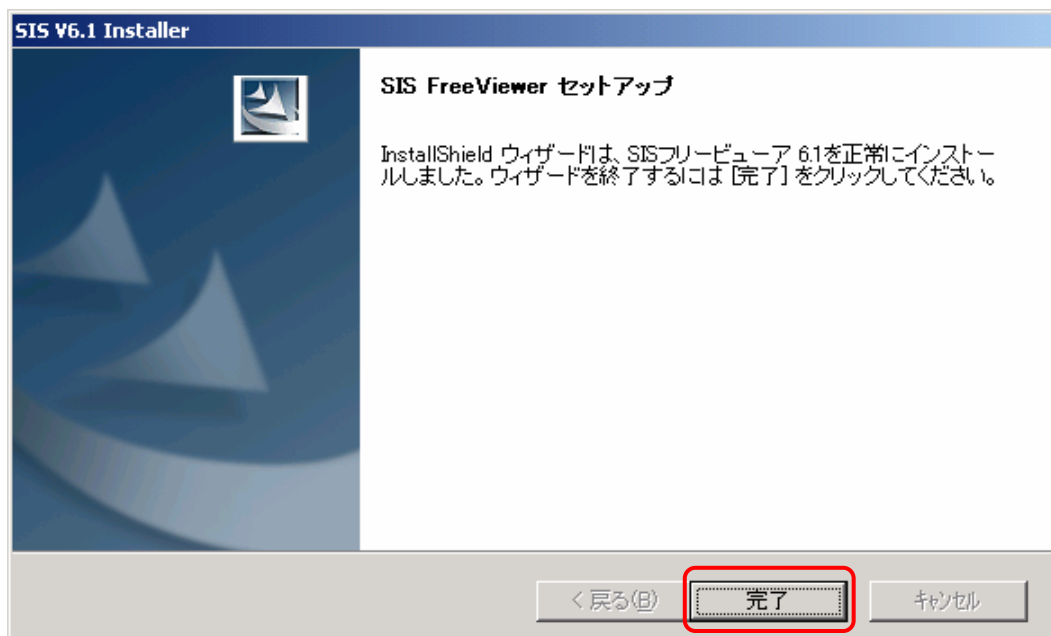 SIS V6.1 Installer
SIS FreeViewer セットアップ
InstallShield ウィザードは、SISフリービューア 6.1を正常にインストー
ルしました。ウィザードを終了するには [完了] をクリックしてください。
< 戻る(B) 完了 キャンセル